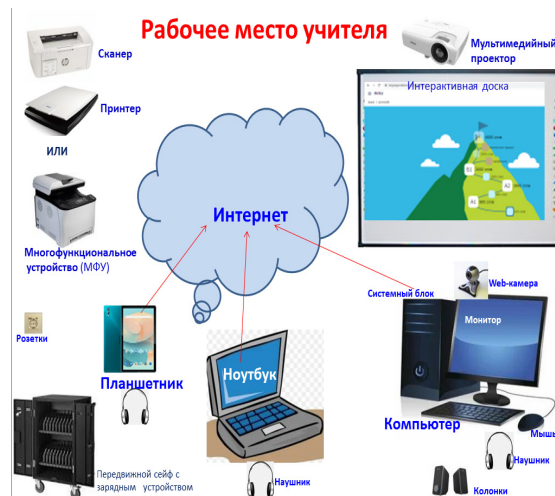 Рабочее место учителя
Сканер
Принтер
ИЛИ
Многофункциональное
устройство (МФУ)
Мультимедийный
проектор
Интерактивная доска
Интернет
Системный блок
Web-камера
Монитор
Розетки
Планшетник
Ноутбук
Компьютер
Мышь
Передвижной сейф с
зарядным устройством
Наушник
Наушник
Колонки